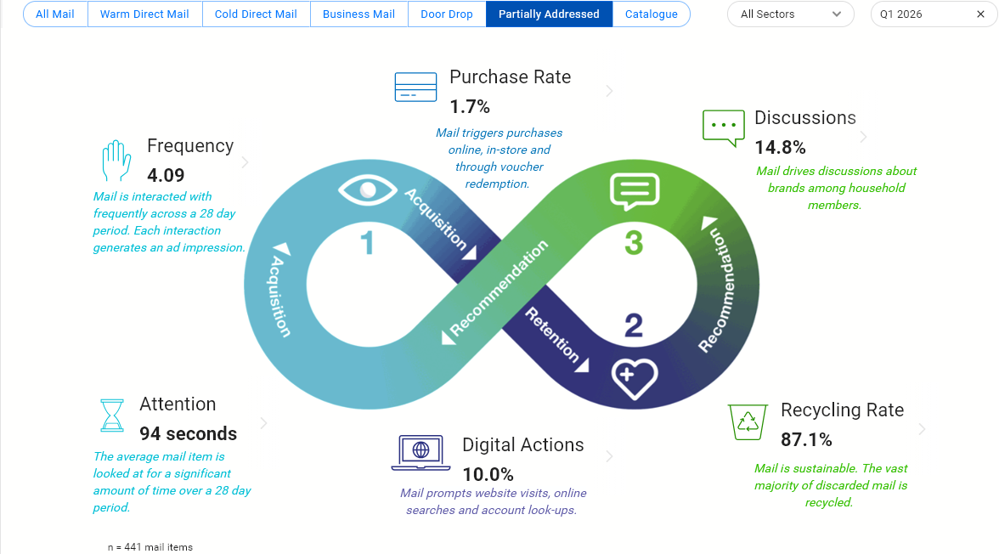 All Mail
Warm Direct Mail
Cold Direct Mail
Business Mail
Door Drop
Partially Addressed
Catalogue
All Sectors
Q1 2026
Purchase Rate
1.7%
Mail triggers purchases
online, in-store and
through voucher
redemption.
Discussions
14.8%
Mail drives discussions about
brands among household
members.
Frequency
4.09
Mail is interacted with
frequently across a 28 day
period. Each interaction
generates an ad impression.
Acquisition
1
Acquisition
Recommendation
3
Recommendation
2
Retention
Attention
94 seconds
The average mail item is
looked at for a significant
amount of time over a 28 day
period.
Digital Actions
10.0%
Mail prompts website visits, online
searches and account look-ups.
Recycling Rate
87.1%
Mail is sustainable. The vast
majority of discarded mail is
recycled.
n = 441 mail items